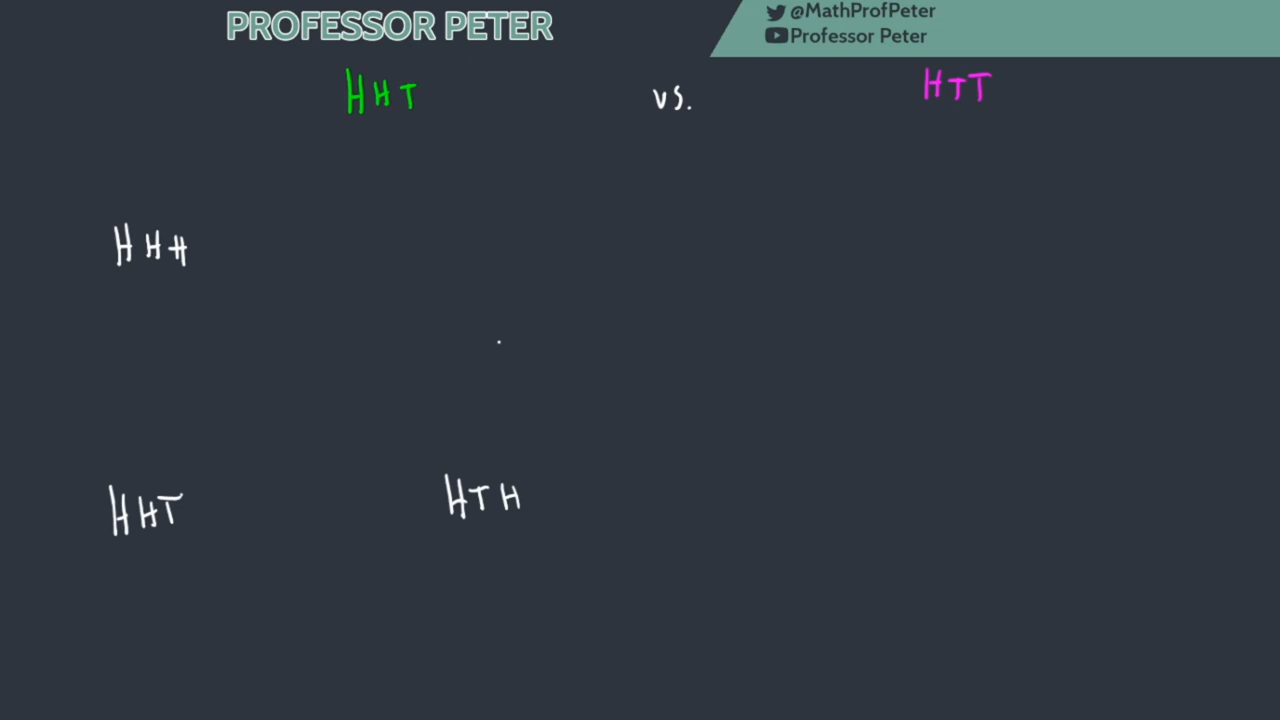 PROFESSOR PETER
@MathProfPeter
Professor Peter
HHT vs. HTT
HHH
HHT HTH